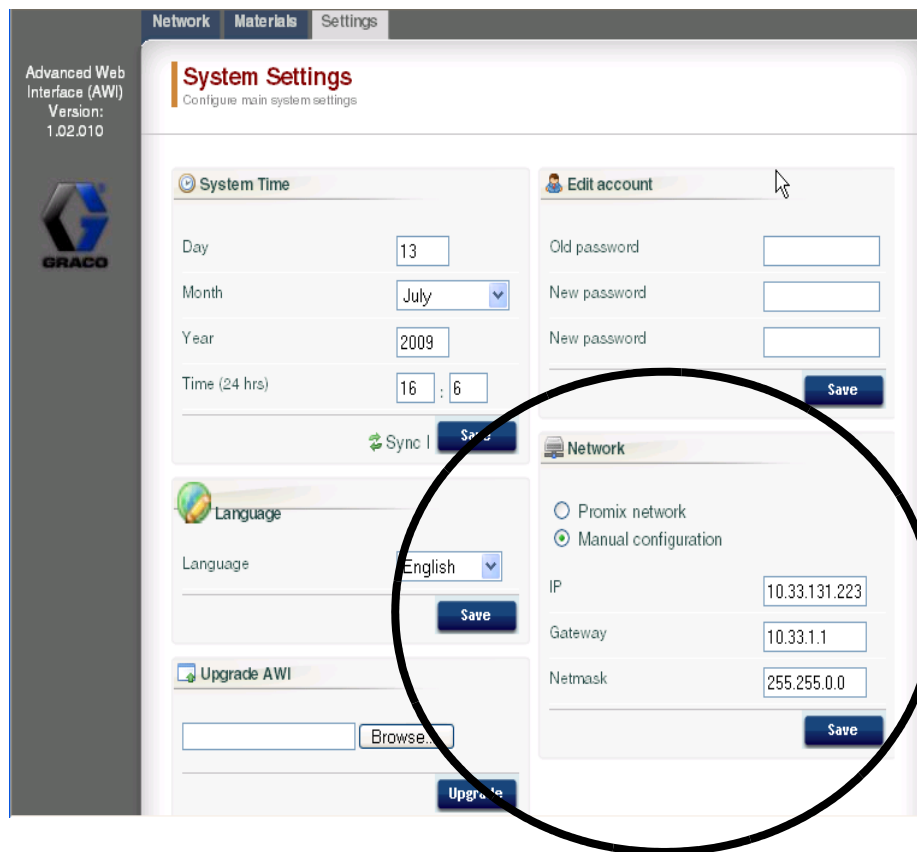 Network Materials Settings
Advanced Web
Interface (AWI)
Version:
1.02.010
GRACO
System Settings
Configure main system settings
System Time
Day 13
Month July
Year 2009
Time (24 hrs) 16 : 6
Sync I Save
Language
Language English
Save
Upgrade AWI
Browse...
Upgrade
Edit account
Old password
New password
New password
Save
Network
Promix network
Manual configuration
IP 10.33.131.223
Gateway 10.33.1.1
Netmask 255.255.0.0
Save